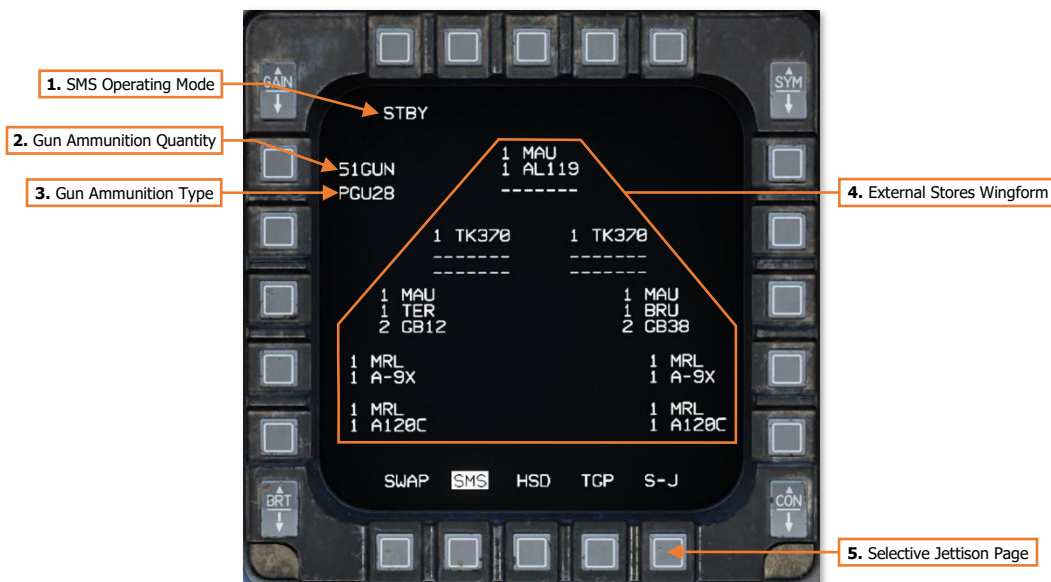 GAIN
SYM
1. SMS Operating Mode
STBY
2. Gun Ammunition Quantity
51GUN
1 MAU
1 AL119
-------
3. Gun Ammunition Type
PGU28
4. External Stores Wingform
1 TK370
-------
-------
1 TK370
-------
-------
1 MAU
1 TER
2 GB12
1 MAU
1 BRU
2 GB38
1 MRL
1 A-9X
1 MRL
1 A-9X
1 MRL
1 A120C
1 MRL
1 A120C
SWAP SMS HSD TGP S-J
BRT
CON
5. Selective Jettison Page